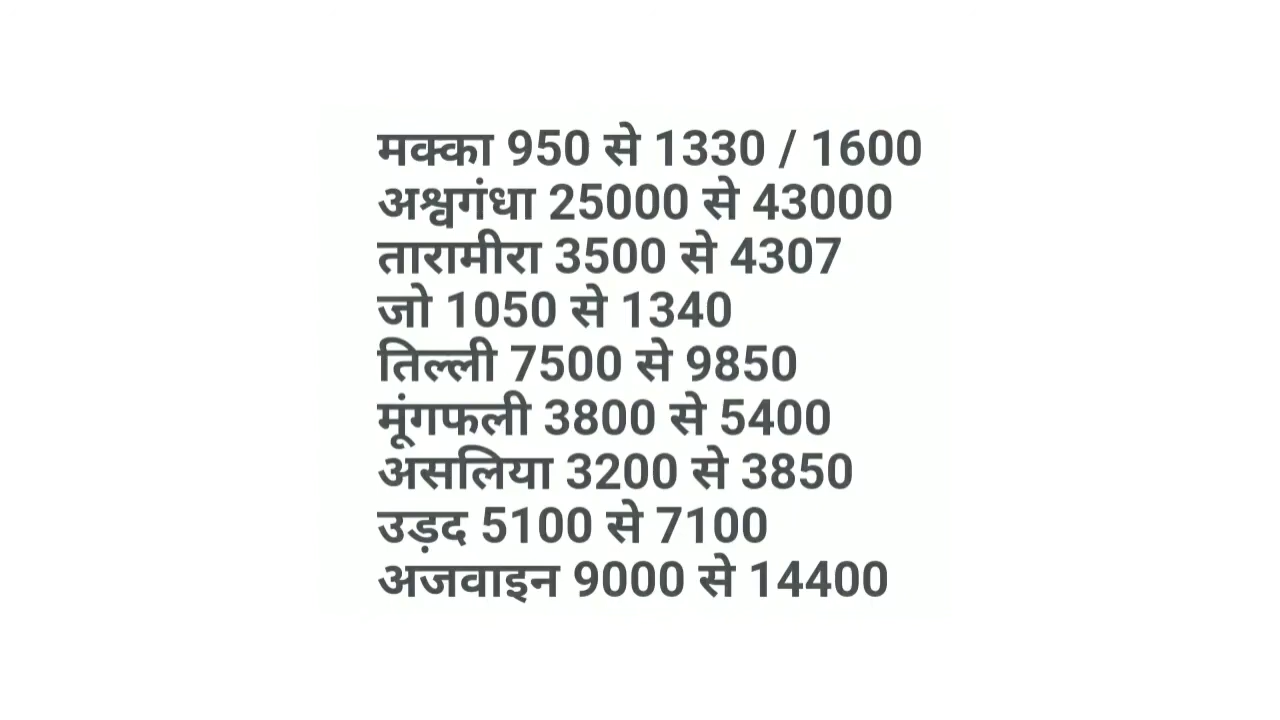 मक्का 950 से 1330 / 1600
अश्वगंधा 25000 से 43000
तारामीरा 3500 से 4307
जो 1050 से 1340
तिल्ली 7500 से 9850
मूंगफली 3800 से 5400
असलिया 3200 से 3850
उड़द 5100 से 7100
अजवाइन 9000 से 14400